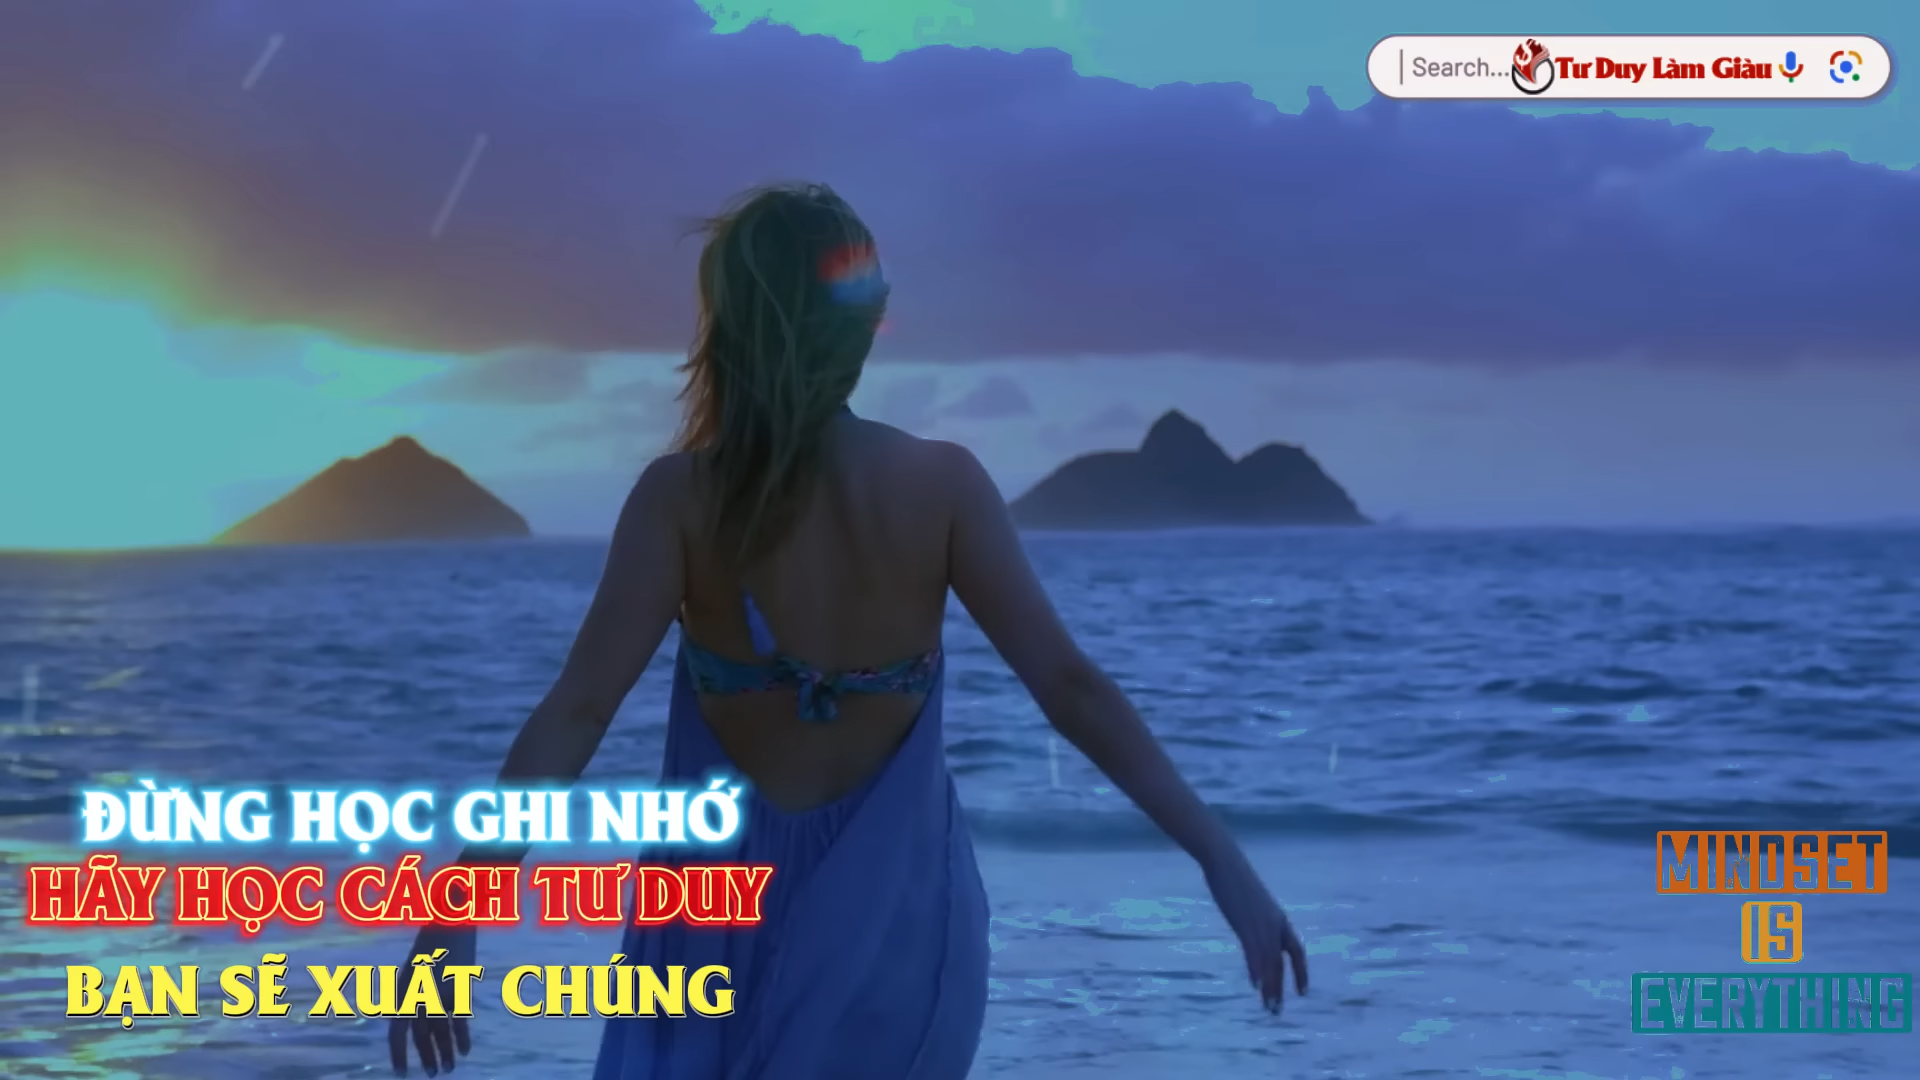 Search... Tư Duy Làm Giàu
ĐỪNG HỌC GHI NHỚ
HÃY HỌC CÁCH TƯ DUY
BẠN SẼ XUẤT CHÚNG
MINDSET
IS
EVERYTHING